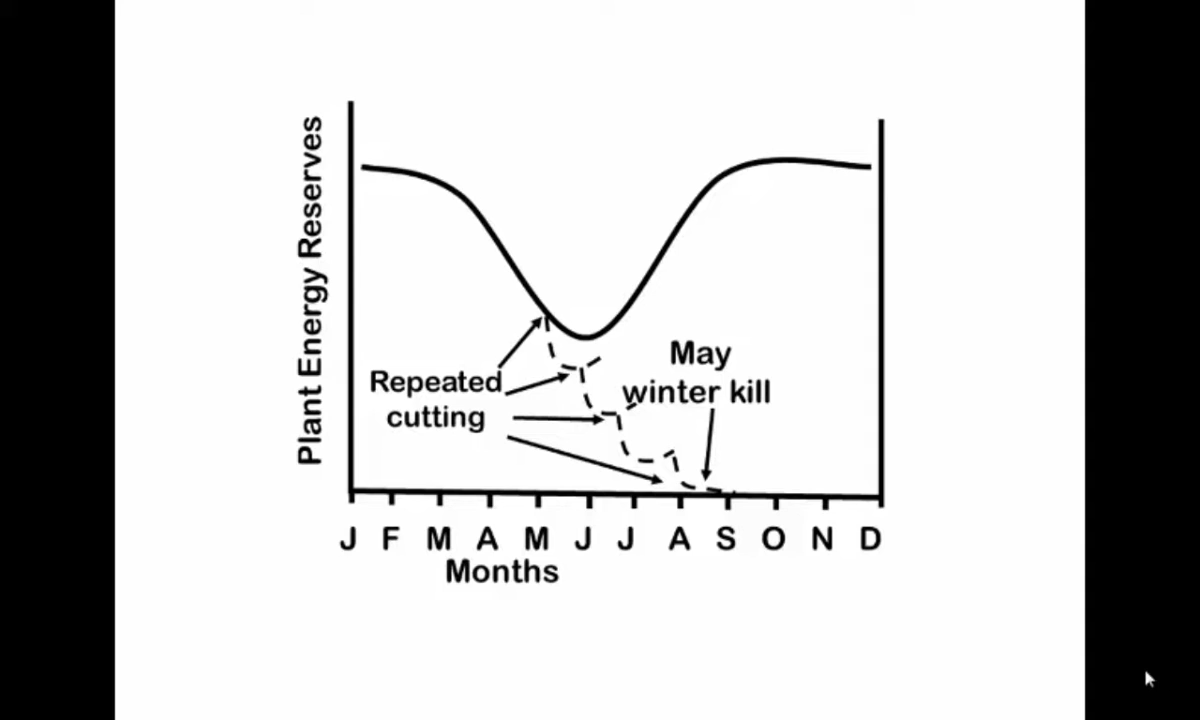 Plant Energy Reserves
Repeated
cutting
May
winter kill
J F M A M J J A S O N D
Months